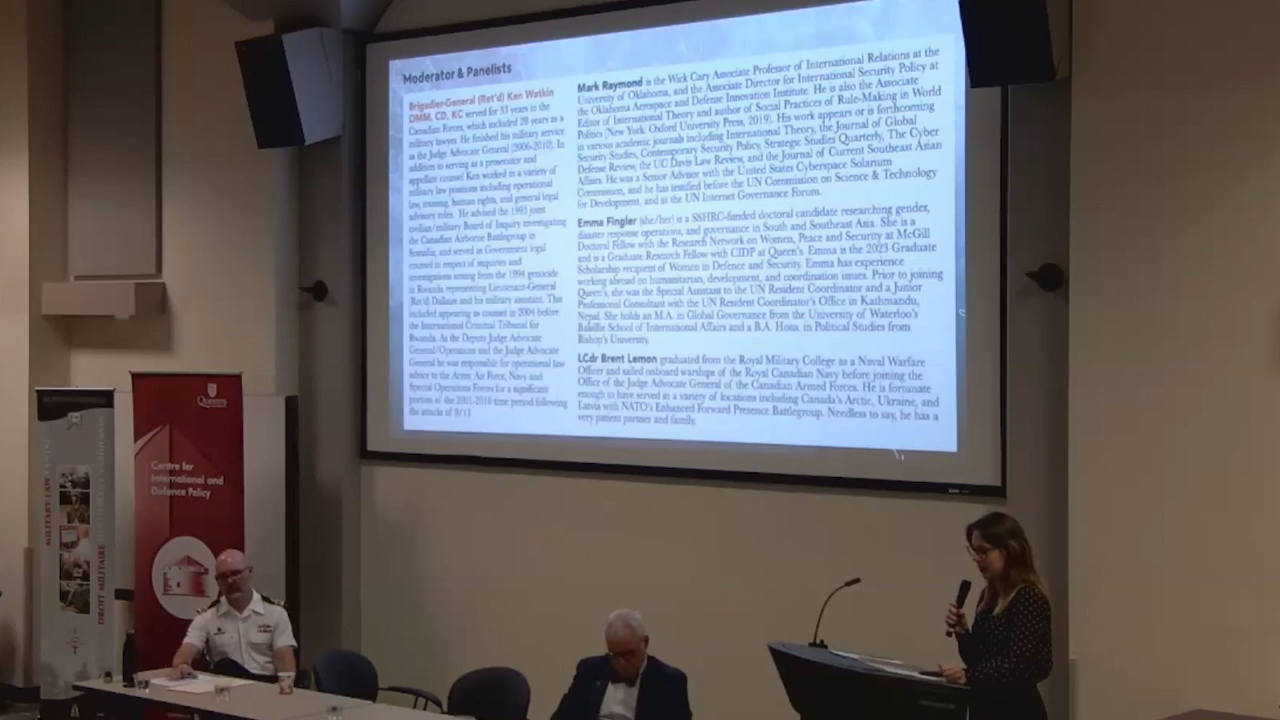 Moderator & Panelists
Brigadier-General (Ret'd) Ken Watkin
OMM, CD, KC served for 33 years in the
Canadian Forces, which included 28 years as a
military lawyer. He finished his military service
as the Judge Advocate General (2006-2010). In
addition to serving as a prosecutor and
appellant counsel Ken worked in a variety of
military law positions including operational
law, training, human rights, and general legal
advisory roles. He advised the 1993 joint
civilian/military Board of Inquiry investigating
the Canadian Airborne Battlegroup in
Somalia, and served as Government legal
counsel in respect of inquiries and
investigations arising from the 1994 genocide
in Rwanda representing Lieutenant-General
(Ret'd) Dallaire and his military assistant. This
included appearing as counsel in 2004 before
the International Criminal Tribunal for
Rwanda. As the Deputy Judge Advocate
General/Operations and the Judge Advocate
General he was responsible for operational law
advice to the Army, Air Force, Navy and
Special Operations Forces for a significant
portion of the 2001-2010 time period following
the attacks of 9/11
Mark Raymond is the Wick Cary Associate Professor of International Relations at the
University of Oklahoma, and the Associate Director for International Security Policy at
the Oklahoma Aerospace and Defense Innovation Institute. He is also the Associate
Editor of International Theory and author of Social Practices of Rule-Making in World
Politics (New York: Oxford University Press, 2019). His work appears or is forthcoming
in various academic journals including International Theory, the Journal of Global
Security Studies, Contemporary Security Policy, Strategic Studies Quarterly, The Cyber
Defense Review, the UC Davis Law Review, and the Journal of Current Southeast Asian
Affairs. He was a Senior Advisor with the United States Cyberspace Solarium
Commission, and he has testified before the UN Commission on Science & Technology
for Development, and at the UN Internet Governance Forum.
Emma Fingler (she/her) is a SSHRC-funded doctoral candidate researching gender,
disaster response operations, and governance in South and Southeast Asia. She is a
Doctoral Fellow with the Research Network on Women, Peace and Security at McGill
and is a Graduate Research Fellow with CIDP at Queen's. Emma is the 2023 Graduate
Scholarship recipient of Women in Defence and Security. Emma has experience
working abroad on humanitarian, development, and coordination issues. Prior to joining
Queen's, she was the Special Assistant to the UN Resident Coordinator and a Junior
Professional Consultant with the UN Resident Coordinator's Office in Kathmandu,
Nepal. She holds an M.A. in Global Governance from the University of Waterloo's
Balsillie School of International Affairs and a B.A. Hons. in Political Studies from
Bishop's University.
LCdr Brent Lemon graduated from the Royal Military College as a Naval Warfare
Officer and sailed onboard warships of the Royal Canadian Navy before joining the
Office of the Judge Advocate General of the Canadian Armed Forces. He is fortunate
enough to have served in a variety of locations including Canada's Arctic, Ukraine, and
Latvia with NATO's Enhanced Forward Presence Battlegroup. Needless to say, he has a
very patient partner and family.
Queen's
Centre for
International and
Defence Policy
MILITARY LAW
DROIT MILITAIRE